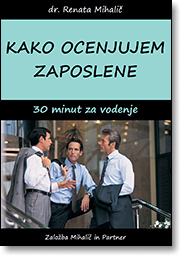 dr. Renata Mihalič
KAKO OCENJUJEM
ZAPOSLENE
30 minut za vodenje
Založba Mihalič in Partner